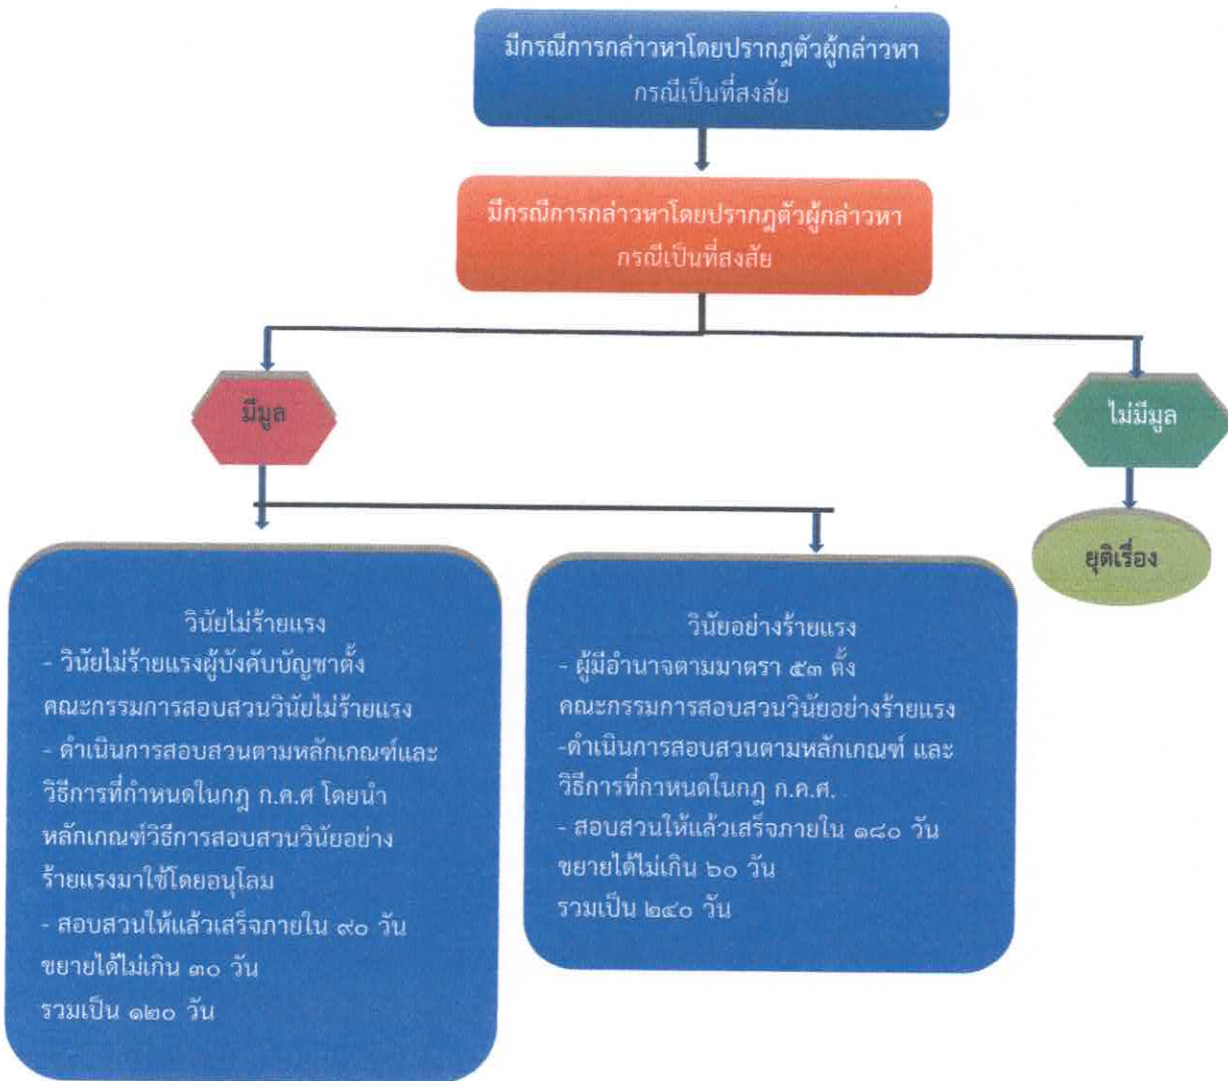 มีกรณีการกล่าวหาโดยปรากฎตัวผู้กล่าวหา
กรณีเป็นที่สงสัย
มีกรณีการกล่าวหาโดยปรากฎตัวผู้กล่าวหา
กรณีเป็นที่สงสัย
มีมูล
ไม่มีมูล
ยุติเรื่อง
วินัยไม่ร้ายแรง
- วินัยไม่ร้ายแรงผู้บังคับบัญชาตั้ง
คณะกรรมการสอบสวนวินัยไม่ร้ายแรง
- ดำเนินการสอบสวนตามหลักเกณฑ์และ
วิธีการที่กำหนดในกฎ ก.ค.ศ โดยนำ
หลักเกณฑ์วิธีการสอบสวนวินัยอย่าง
ร้ายแรงมาใช้โดยอนุโลม
- สอบสวนให้แล้วเสร็จภายใน ๙๐ วัน
ขยายได้ไม่เกิน ๓๐ วัน
รวมเป็น ๑๒๐ วัน
วินัยอย่างร้ายแรง
- ผู้มีอำนาจตามมาตรา ๕๓ ตั้ง
คณะกรรมการสอบสวนวินัยอย่างร้ายแรง
-ดำเนินการสอบสวนตามหลักเกณฑ์ และ
วิธีการที่กำหนดในกฎ ก.ค.ศ.
- สอบสวนให้แล้วเสร็จภายใน ๑๘๐ วัน
ขยายได้ไม่เกิน ๖๐ วัน
รวมเป็น ๒๔๐ วัน